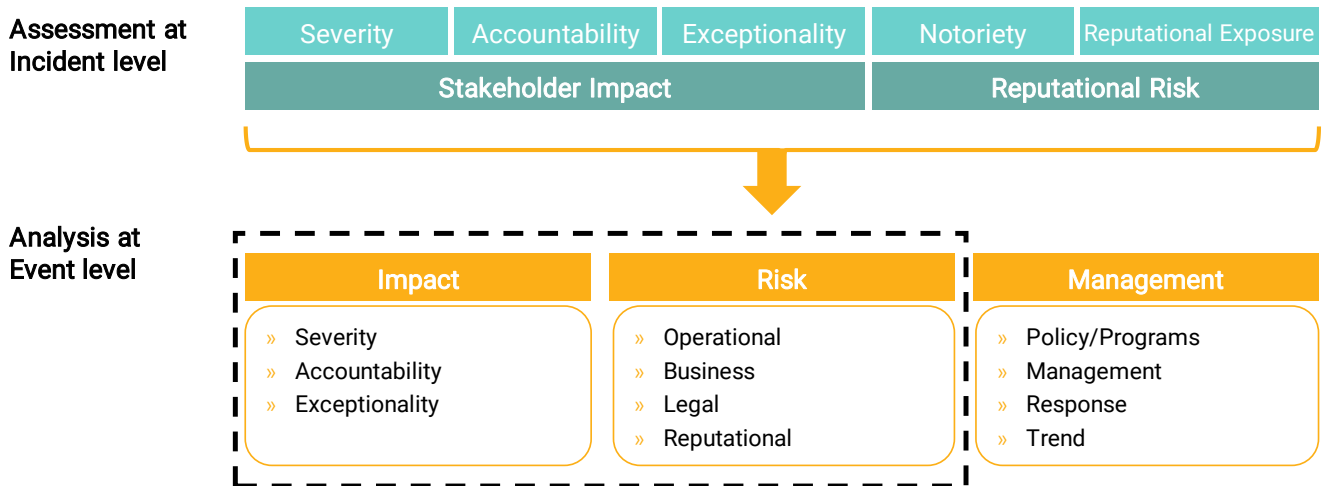 Assessment at
Incident level
Severity
Accountability
Exceptionality
Notoriety
Reputational Exposure
Stakeholder Impact
Reputational Risk
Analysis at
Event level
Impact
» Severity
» Accountability
» Exceptionality
Risk
» Operational
» Business
» Legal
» Reputational
Management
» Policy/Programs
» Management
» Response
» Trend